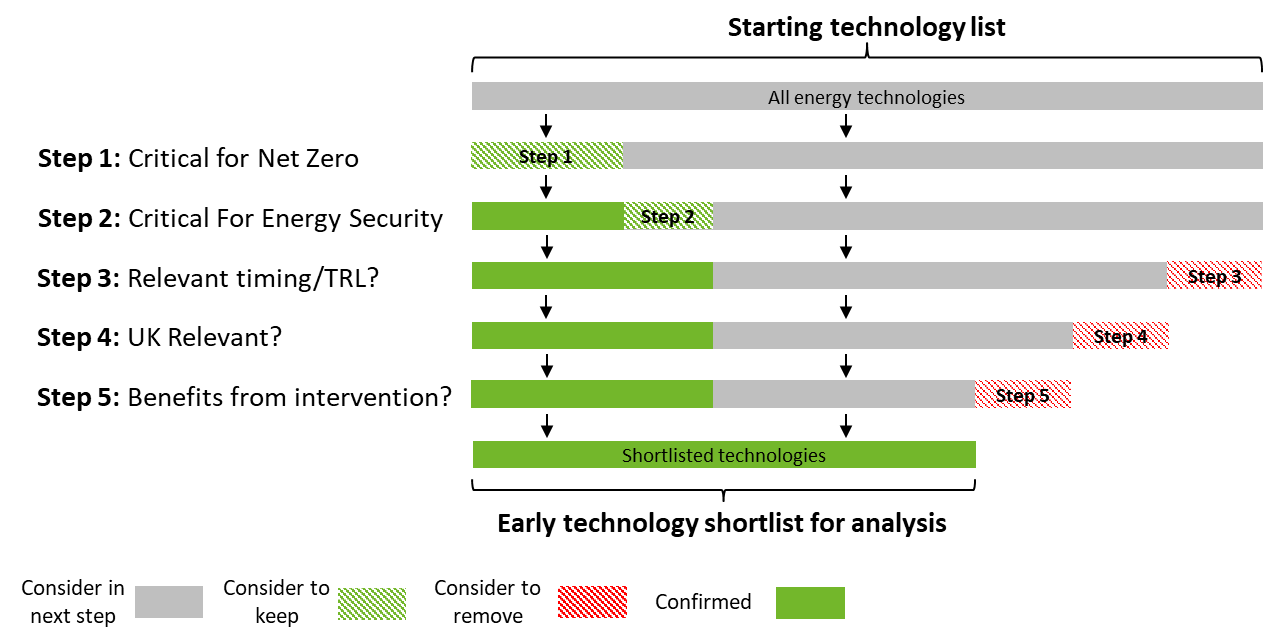 Starting technology list
All energy technologies
Step 1: Critical for Net Zero
Step 1
Step 2: Critical For Energy Security
Step 2
Step 3: Relevant timing/TRL?
Step 3
Step 4: UK Relevant?
Step 4
Step 5: Benefits from intervention?
Step 5
Shortlisted technologies
Early technology shortlist for analysis
Consider in
next step
Consider to
keep
Consider to
remove
Confirmed